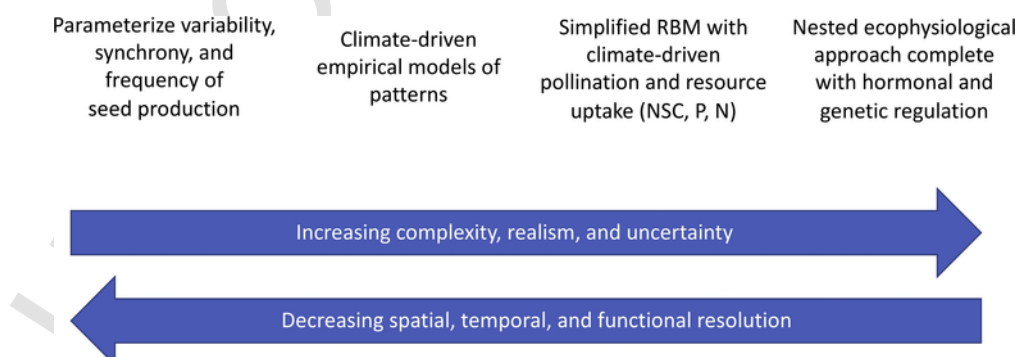 Parameterize variability,
synchrony, and
frequency of
seed production
Climate-driven
empirical models of
patterns
Simplified RBM with
climate-driven
pollination and resource
uptake (NSC, P, N)
Nested ecophysiological
approach complete
with hormonal and
genetic regulation
Increasing complexity, realism, and uncertainty
Decreasing spatial, temporal, and functional resolution